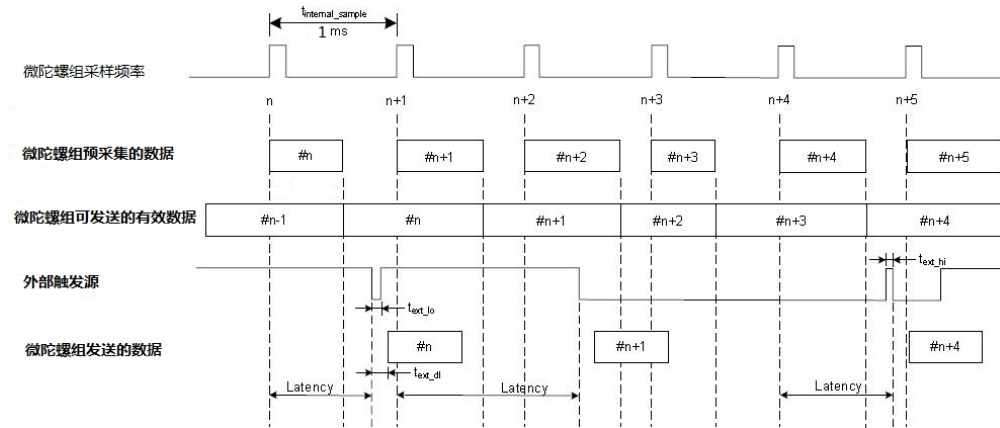 t_internal_sample
1 ms
微陀螺组采样频率
n n+1 n+2 n+3 n+4 n+5
微陀螺组预采集的数据 #n #n+1 #n+2 #n+3 #n+4 #n+5
微陀螺组可发送的有效数据 #n-1 #n #n+1 #n+2 #n+3 #n+4
t_ext_hi
外部触发源
t_ext_lo
微陀螺组发送的数据 #n #n+1 #n+4
t_ext_dl
Latency Latency Latency